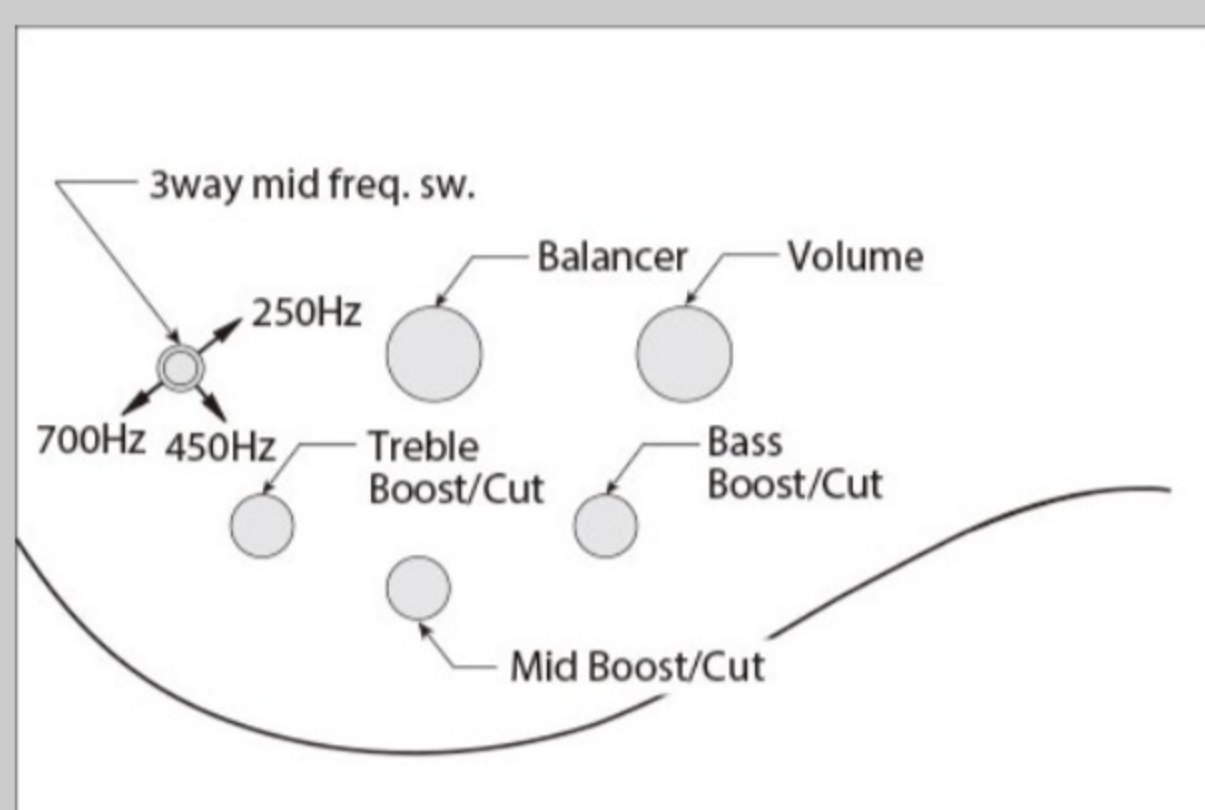 3way mid freq. sw.
Balancer
Volume
250Hz
700Hz
450Hz
Treble
Boost/Cut
Bass
Boost/Cut
Mid Boost/Cut